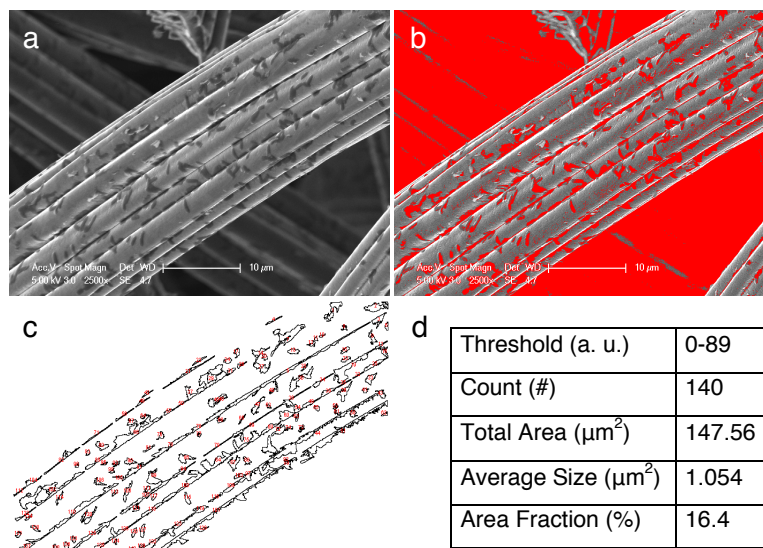 a
b
Acc.V Spot Magn Det WD 10 µm
5.00 kV 3.0 2500x SE 4.7
Acc.V Spot Magn Det WD 10 µm
5.00 kV 3.0 2500x SE 4.7
c
d
Threshold (a. u.) 0-89
Count (#) 140
Total Area (µm²) 147.56
Average Size (µm²) 1.054
Area Fraction (%) 16.4